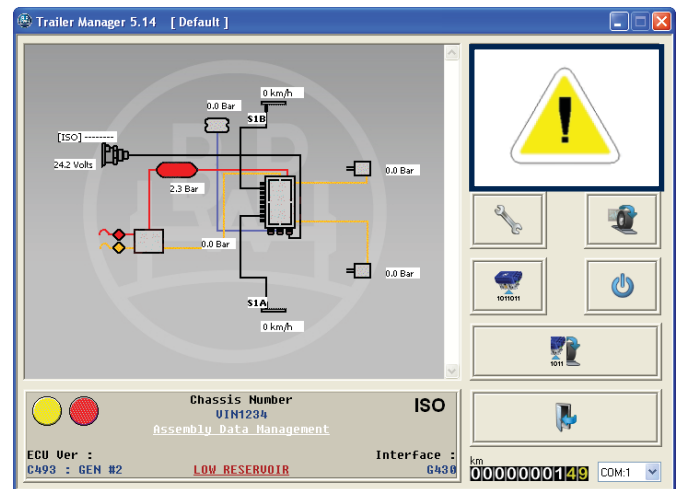 Trailer Manager 5.14 [ Default ]
0 km/h
0.0 Bar
S1B
[ISO] --------
24.2 Volts
0.0 Bar
2.3 Bar
0.0 Bar
0.0 Bar
S1A
0 km/h
1011011
1011
Chassis Number
VIN1234
ISO
Assembly Data Management
ECU Ver :
Interface :
C493 : GEN #2
LOW RESERVOIR
G430
km
0000000149
COM:1